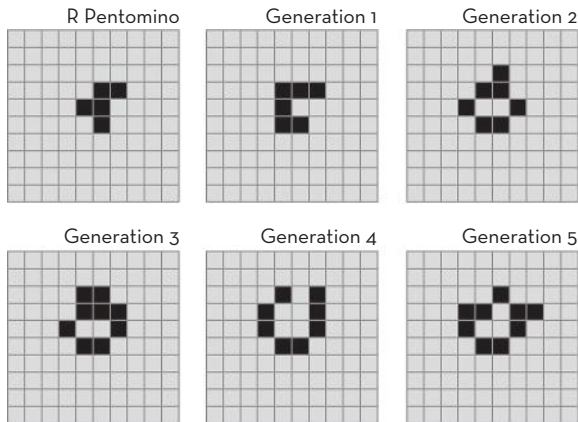 R Pentomino
Generation 1
Generation 2
Generation 3
Generation 4
Generation 5